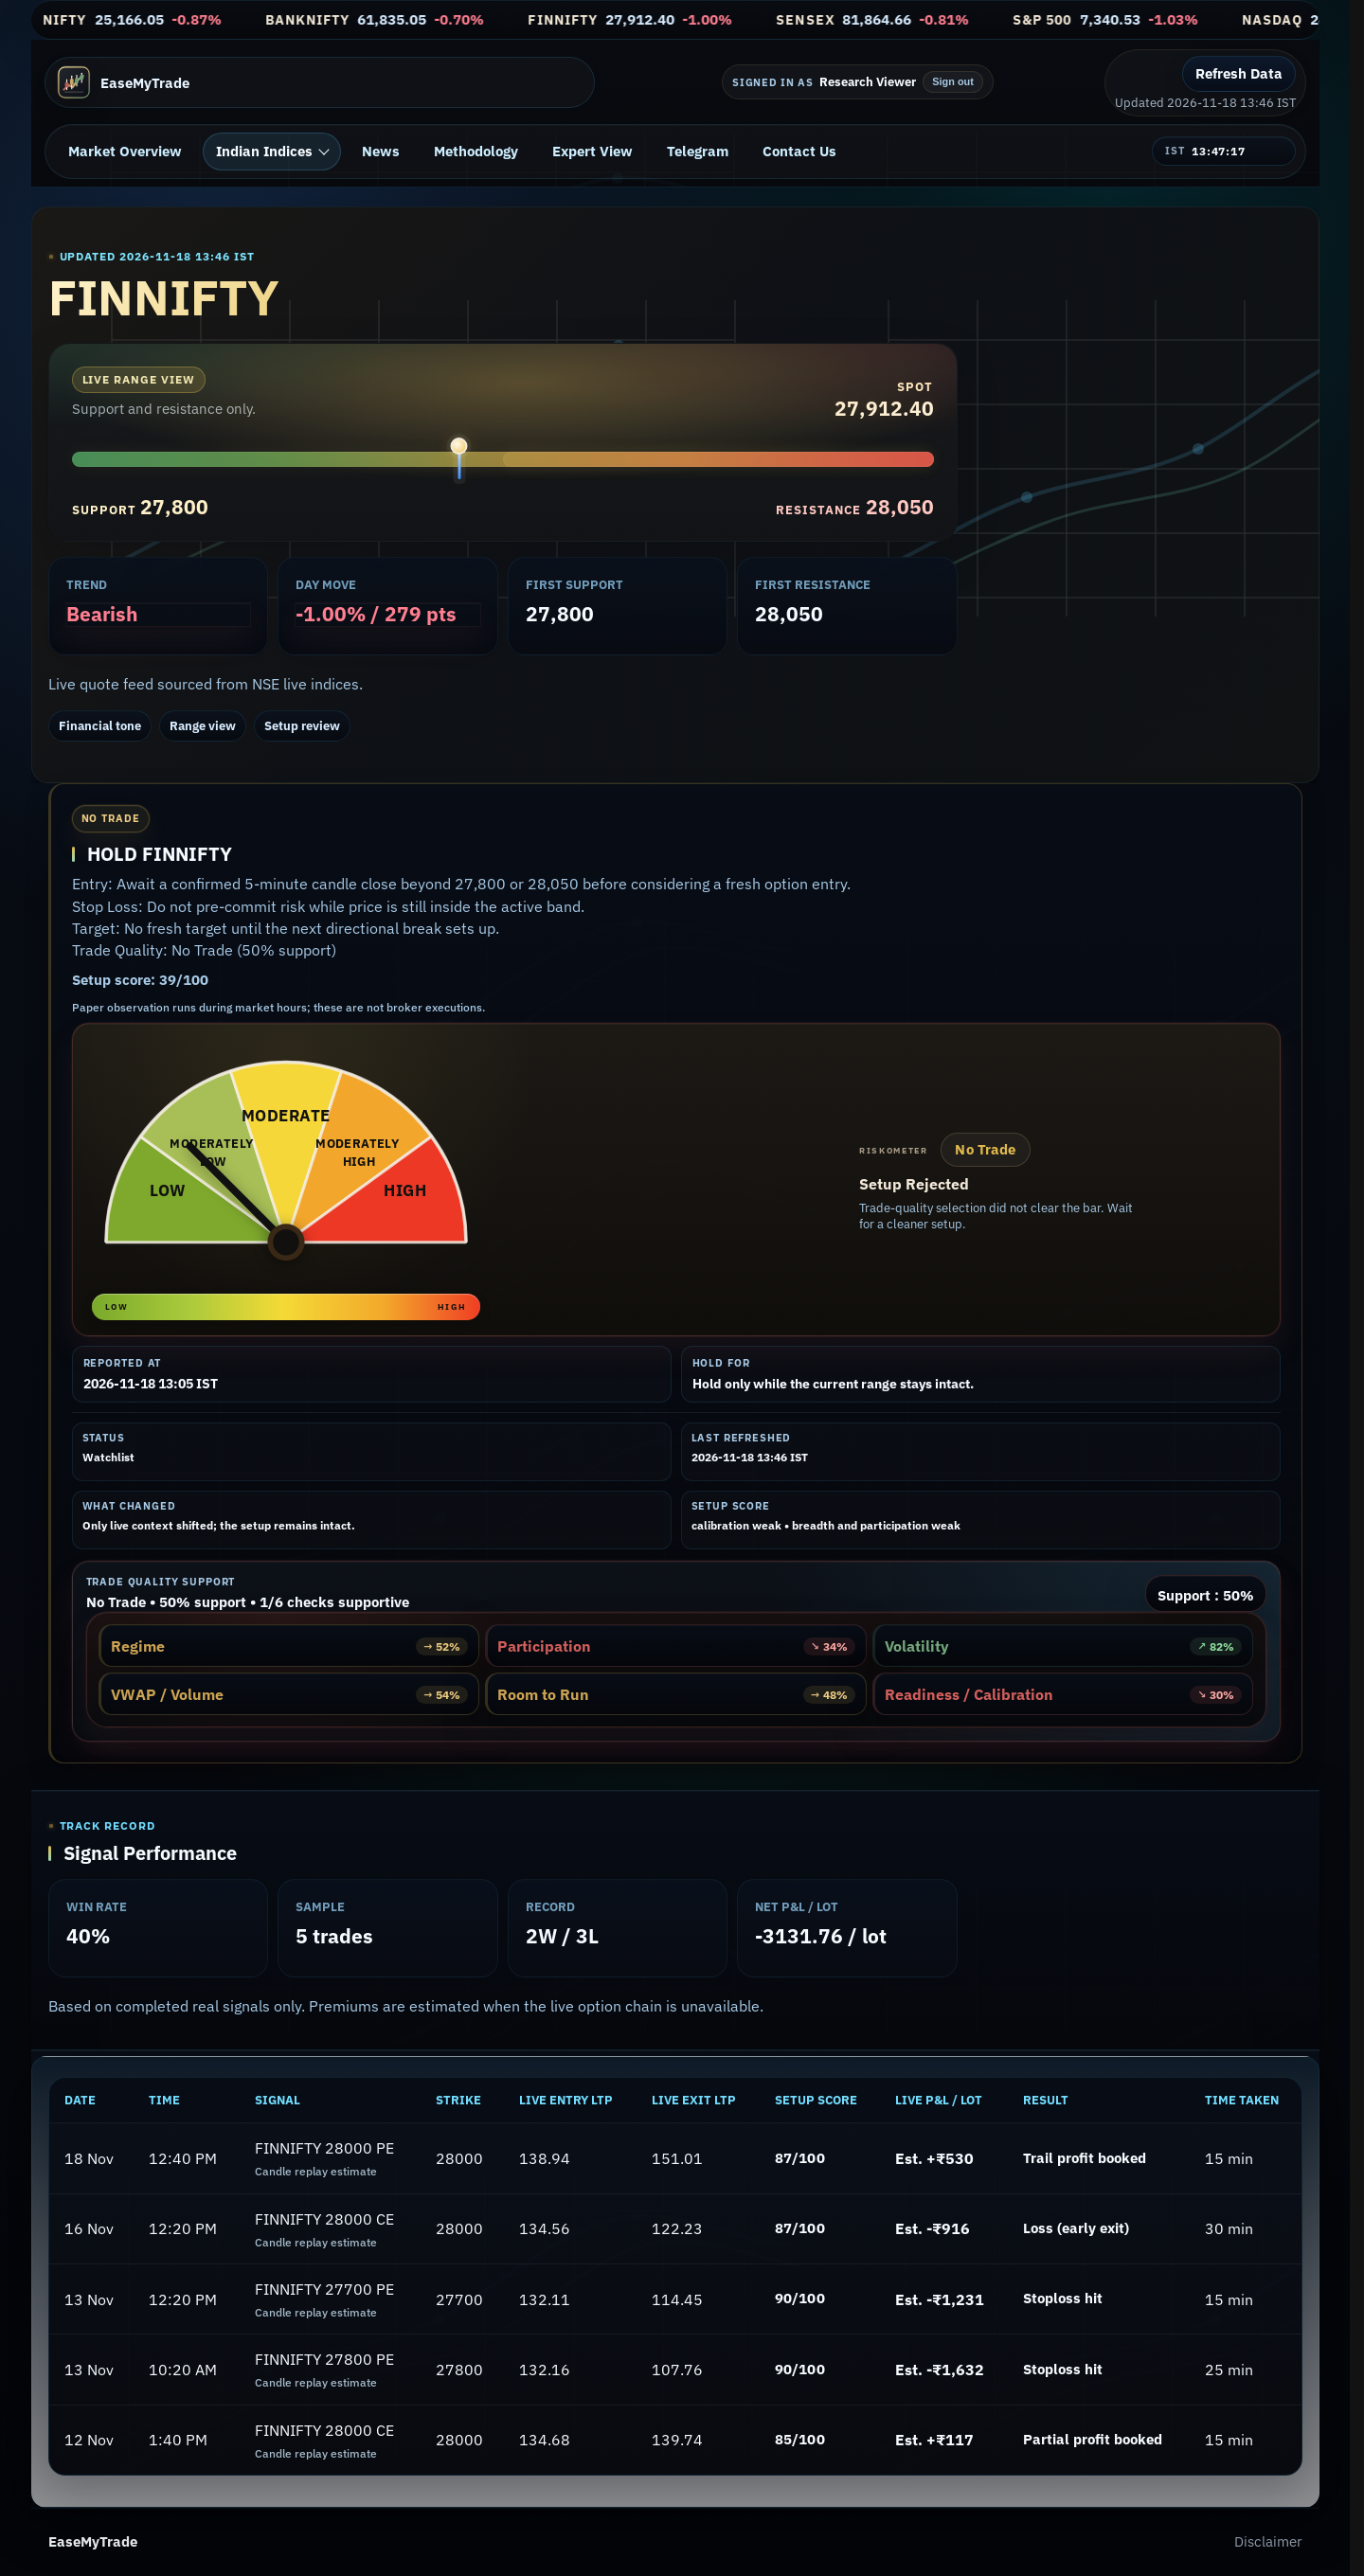 NIFTY 25,166.05 -0.87% BANKNIFTY 61,835.05 -0.70% FINNIFTY 27,912.40 -1.00% SENSEX 81,864.66 -0.81% S&P 500 7,340.53 -1.03% NASDAQ 2
EaseMyTrade
SIGNED IN AS Research Viewer Sign out
Refresh Data
Updated 2026-11-18 13:46 IST
Market Overview Indian Indices News Methodology Expert View Telegram Contact Us IST 13:47:17
UPDATED 2026-11-18 13:46 IST
FINNIFTY
LIVE RANGE VIEW
Support and resistance only.
SPOT
27,912.40
SUPPORT 27,800 RESISTANCE 28,050
TREND
Bearish
DAY MOVE
-1.00% / 279 pts
FIRST SUPPORT
27,800
FIRST RESISTANCE
28,050
Live quote feed sourced from NSE live indices.
Financial tone Range view Setup review
NO TRADE
HOLD FINNIFTY
Entry: Await a confirmed 5-minute candle close beyond 27,800 or 28,050 before considering a fresh option entry.
Stop Loss: Do not pre-commit risk while price is still inside the active band.
Target: No fresh target until the next directional break sets up.
Trade Quality: No Trade (50% support)
Setup score: 39/100
Paper observation runs during market hours; these are not broker executions.
MODERATE
MODERATELY
LOW
MODERATELY
HIGH
LOW
HIGH
LOW HIGH
RISKOMETER No Trade
Setup Rejected
Trade-quality selection did not clear the bar. Wait
for a cleaner setup.
REPORTED AT
2026-11-18 13:05 IST
HOLD FOR
Hold only while the current range stays intact.
STATUS
Watchlist
LAST REFRESHED
2026-11-18 13:46 IST
WHAT CHANGED
Only live context shifted; the setup remains intact.
SETUP SCORE
calibration weak • breadth and participation weak
TRADE QUALITY SUPPORT
No Trade • 50% support • 1/6 checks supportive
Support : 50%
Regime → 52%
Participation ↘ 34%
Volatility ↗ 82%
VWAP / Volume → 54%
Room to Run → 48%
Readiness / Calibration ↘ 30%
TRACK RECORD
Signal Performance
WIN RATE
40%
SAMPLE
5 trades
RECORD
2W / 3L
NET P&L / LOT
-3131.76 / lot
Based on completed real signals only. Premiums are estimated when the live option chain is unavailable.
DATE TIME SIGNAL STRIKE LIVE ENTRY LTP LIVE EXIT LTP SETUP SCORE LIVE P&L / LOT RESULT TIME TAKEN
18 Nov 12:40 PM FINNIFTY 28000 PE 28000 138.94 151.01 87/100 Est. +₹530 Trail profit booked 15 min
Candle replay estimate
16 Nov 12:20 PM FINNIFTY 28000 CE 28000 134.56 122.23 87/100 Est. -₹916 Loss (early exit) 30 min
Candle replay estimate
13 Nov 12:20 PM FINNIFTY 27700 PE 27700 132.11 114.45 90/100 Est. -₹1,231 Stoploss hit 15 min
Candle replay estimate
13 Nov 10:20 AM FINNIFTY 27800 PE 27800 132.16 107.76 90/100 Est. -₹1,632 Stoploss hit 25 min
Candle replay estimate
12 Nov 1:40 PM FINNIFTY 28000 CE 28000 134.68 139.74 85/100 Est. +₹117 Partial profit booked 15 min
Candle replay estimate
EaseMyTrade Disclaimer